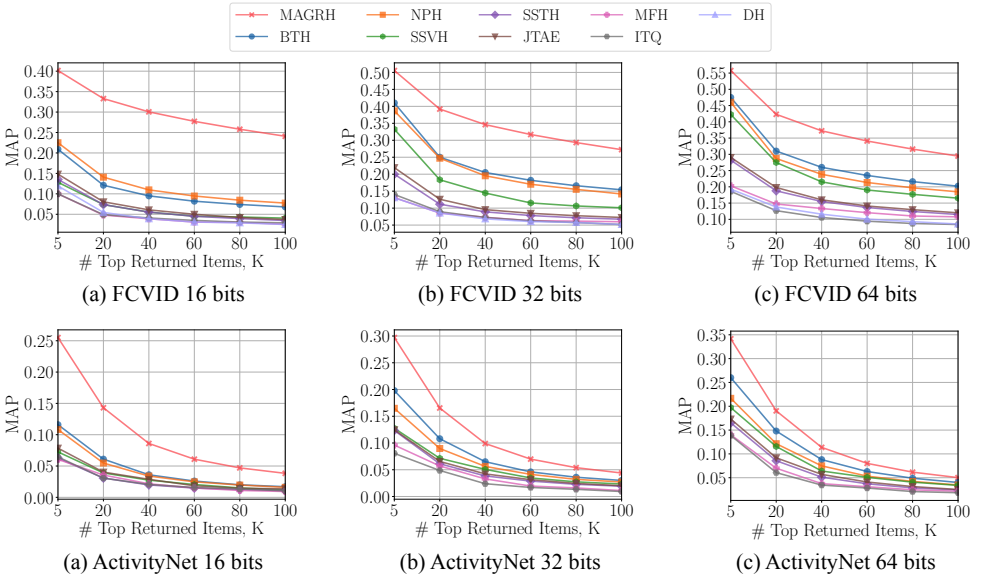 MAGRH NPH SSTH MFH DH
BTH SSVH JTAE ITQ
MAP
0.40
0.35
0.30
0.25
0.20
0.15
0.10
0.05
5 20 40 60 80 100
# Top Returned Items, K
(a) FCVID 16 bits
MAP
0.50
0.45
0.40
0.35
0.30
0.25
0.20
0.15
0.10
0.05
5 20 40 60 80 100
# Top Returned Items, K
(b) FCVID 32 bits
MAP
0.55
0.50
0.45
0.40
0.35
0.30
0.25
0.20
0.15
0.10
5 20 40 60 80 100
# Top Returned Items, K
(c) FCVID 64 bits
MAP
0.25
0.20
0.15
0.10
0.05
0.00
5 20 40 60 80 100
# Top Returned Items, K
(a) ActivityNet 16 bits
MAP
0.30
0.25
0.20
0.15
0.10
0.05
0.00
5 20 40 60 80 100
# Top Returned Items, K
(b) ActivityNet 32 bits
MAP
0.35
0.30
0.25
0.20
0.15
0.10
0.05
5 20 40 60 80 100
# Top Returned Items, K
(c) ActivityNet 64 bits